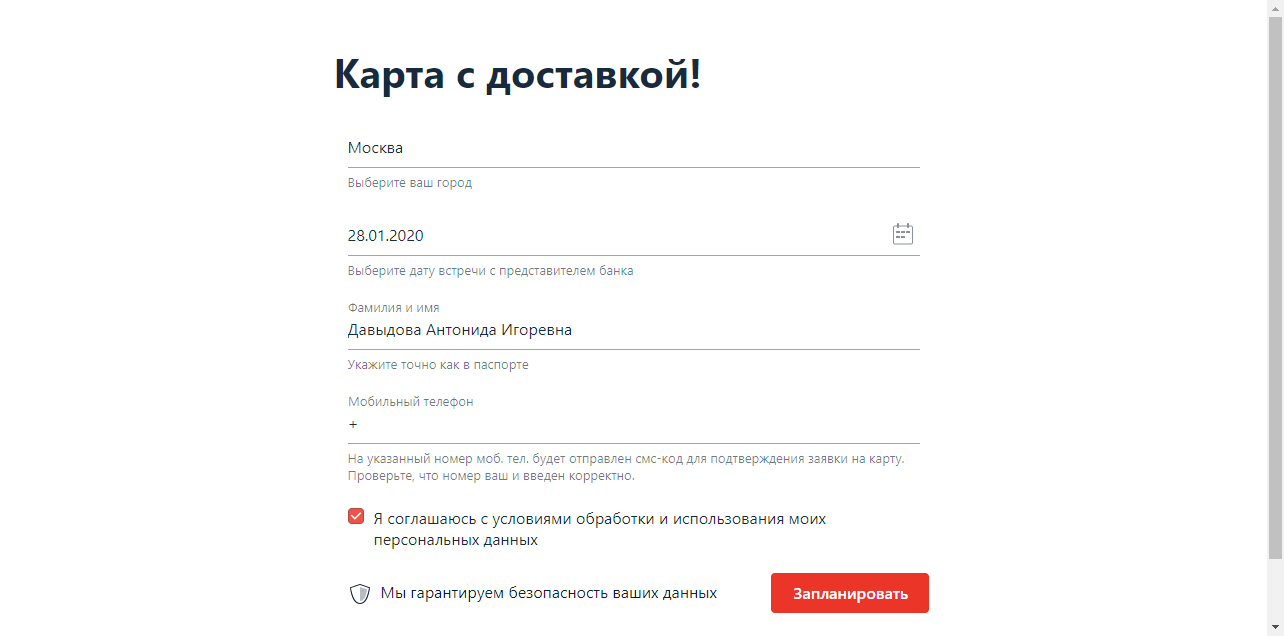 Карта с доставкой!
Москва
Выберите ваш город
28.01.2020
Выберите дату встречи с представителем банка
Фамилия и имя
Давыдова Антонида Игоревна
Укажите точно как в паспорте
Мобильный телефон
+
На указанный номер моб. тел. будет отправлен смс-код для подтверждения заявки на карту.
Проверьте, что номер ваш и введен корректно.
Я соглашаюсь с условиями обработки и использования моих
персональных данных
Мы гарантируем безопасность ваших данных
Запланировать